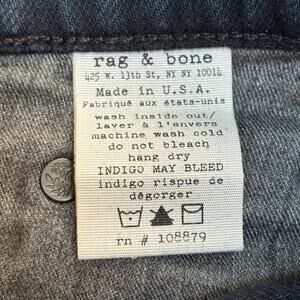 rag & bone
425 W. 13th St, NY NY 10014
Made in U.S.A.
Fabriqué aux états-unis
wash inside out/
laver à l'envers
machine wash cold
do not bleach
hang dry
INDIGO MAY BLEED
indigo rispue de
dégorger
rn # 108879